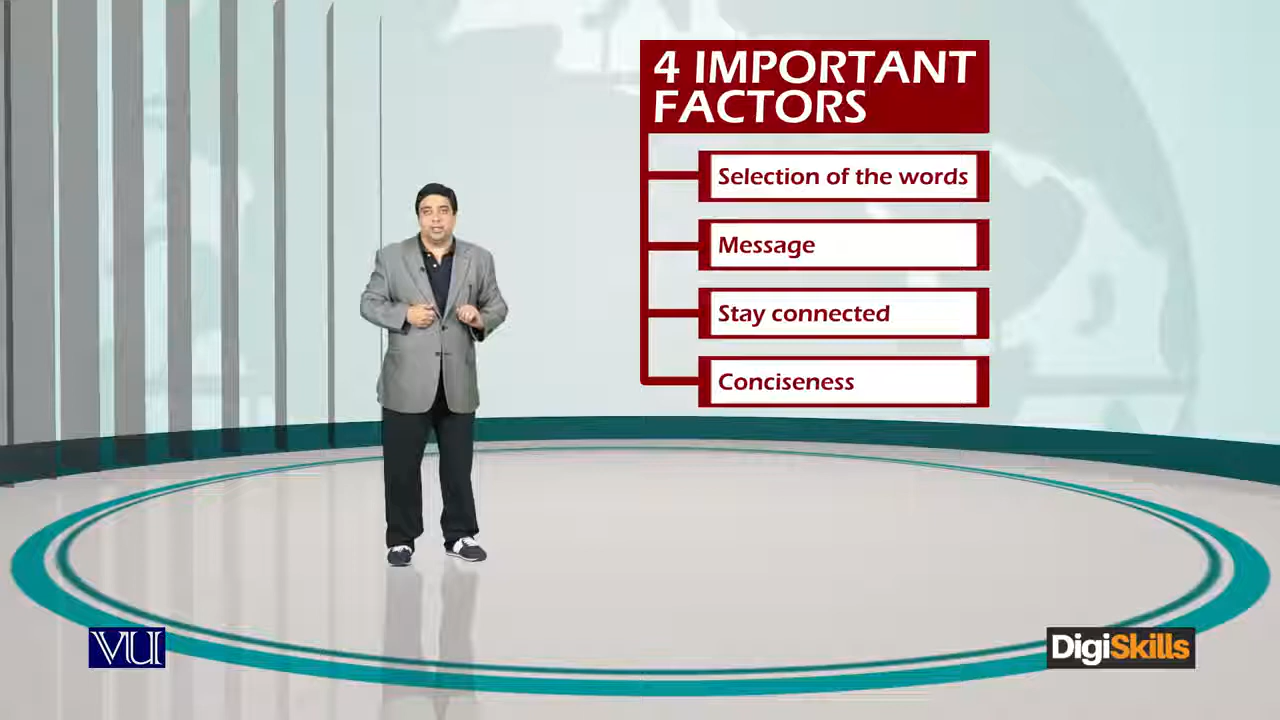 4 IMPORTANT
FACTORS
Selection of the words
Message
Stay connected
Conciseness
VU
DigiSkills